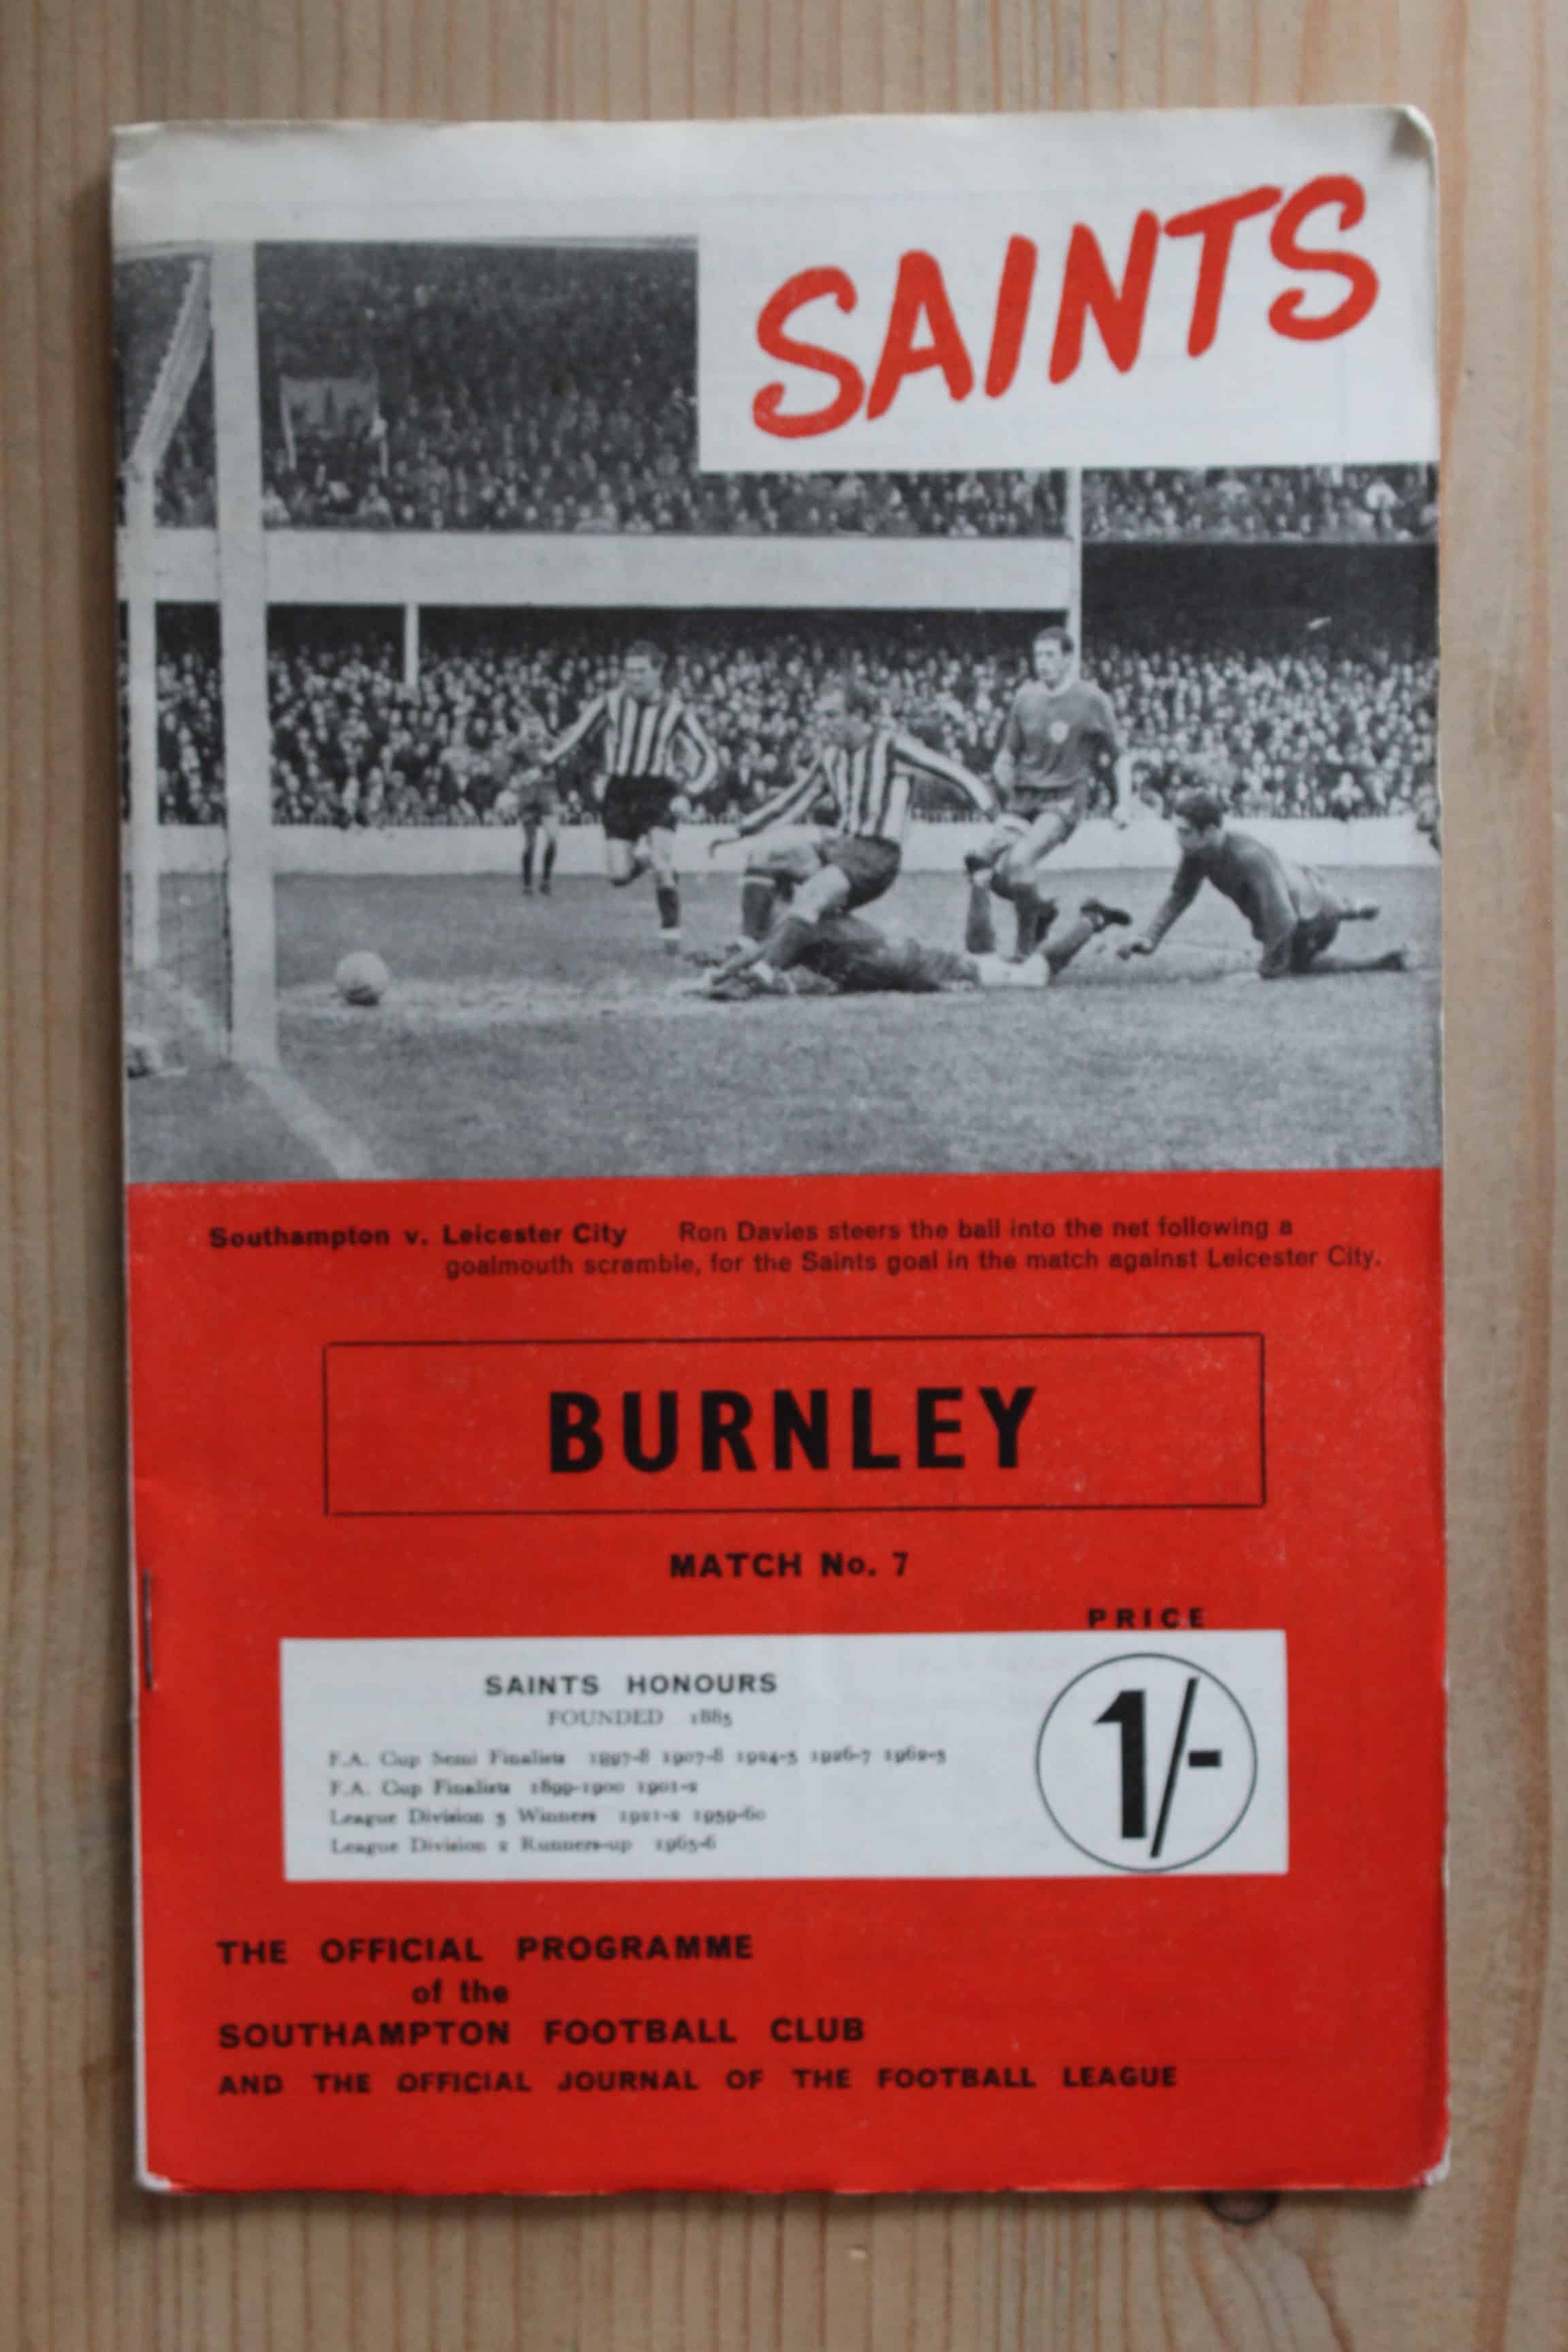 SAINTS
Southampton v. Leicester City Ron Davies steers the ball into the net following a
goalmouth scramble, for the Saints goal in the match against Leicester City.
BURNLEY
MATCH No. 7
PRICE
1/-
SAINTS HONOURS
FOUNDED 1885
F.A. Cup Semi Finalists 1897-8 1907-8 1924-5 1926-7 1962-3
F.A. Cup Finalists 1899-1900 1901-2
League Division 3 Winners 1921-2 1959-60
League Division 2 Runners-up 1965-6
THE OFFICIAL PROGRAMME
of the
SOUTHAMPTON FOOTBALL CLUB
AND THE OFFICIAL JOURNAL OF THE FOOTBALL LEAGUE